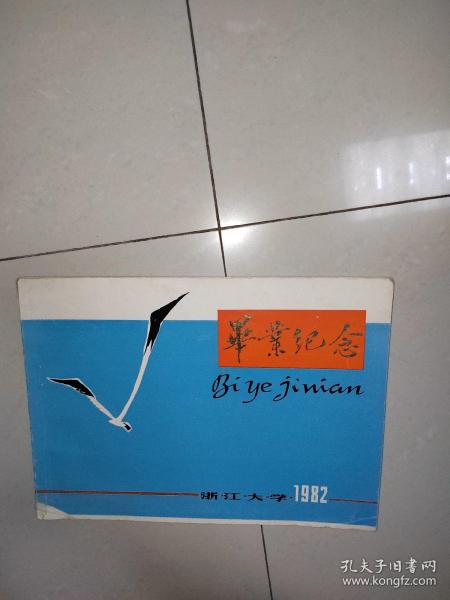 畢業纪念
Bi ye jinian
浙·江·大·学·1982
孔夫子旧书网
www.kongfz.com